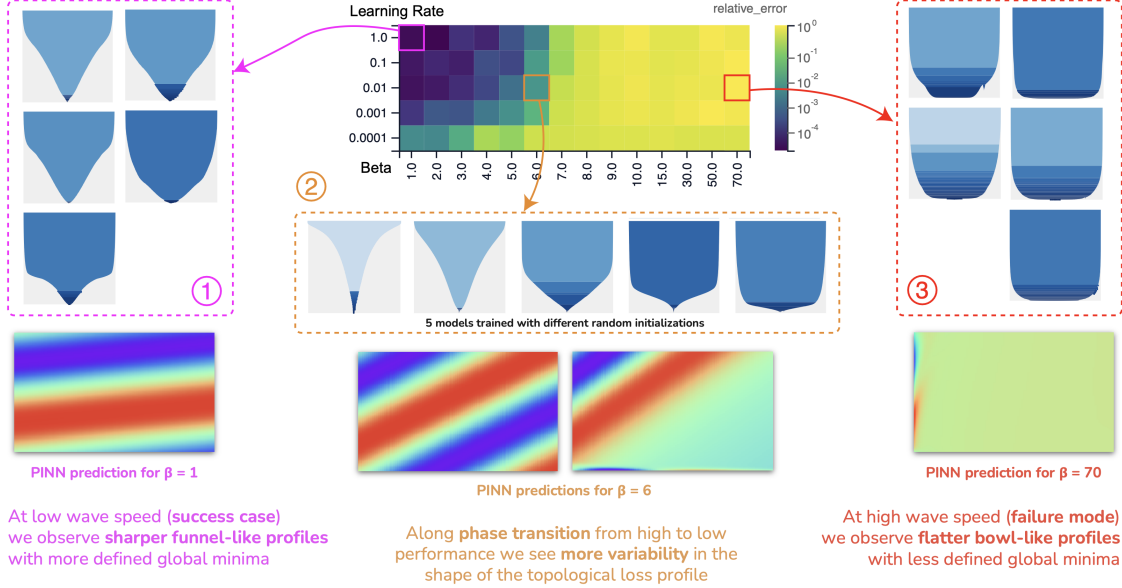 Learning Rate
relative_error
1.0
0.1
0.01
0.001
0.0001
10^0
10^-1
10^-2
10^-3
10^-4
Beta
1.0 2.0 3.0 4.0 5.0 6.0 7.0 8.0 9.0 10.0 15.0 30.0 50.0 70.0
1
2
3
5 models trained with different random initializations
PINN prediction for β = 1
PINN predictions for β = 6
PINN prediction for β = 70
At low wave speed (success case)
we observe sharper funnel-like profiles
with more defined global minima
Along phase transition from high to low
performance we see more variability in the
shape of the topological loss profile
At high wave speed (failure mode)
we observe flatter bowl-like profiles
with less defined global minima